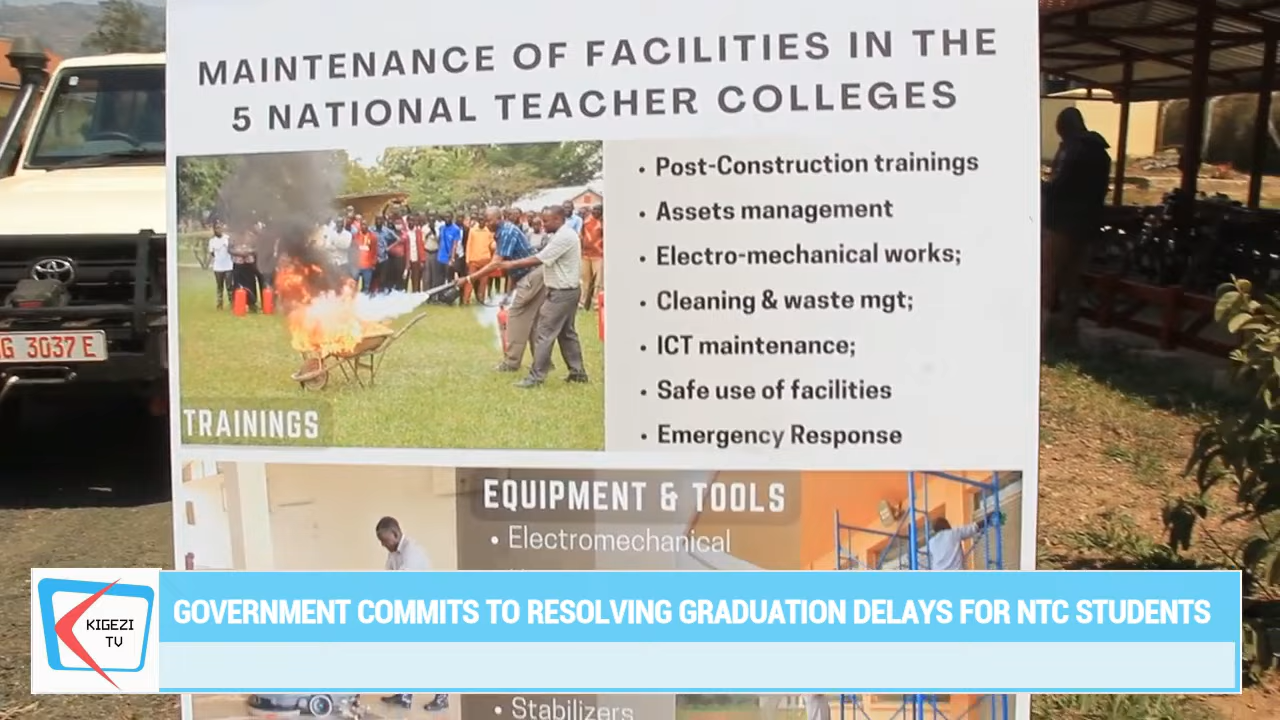 MAINTENANCE OF FACILITIES IN THE
5 NATIONAL TEACHER COLLEGES
• Post-Construction trainings
• Assets management
• Electro-mechanical works;
• Cleaning & waste mgt;
• ICT maintenance;
• Safe use of facilities
• Emergency Response
TRAININGS
G 3037 E
EQUIPMENT & TOOLS
• Electromechanical
KIGEZI
TV
GOVERNMENT COMMITS TO RESOLVING GRADUATION DELAYS FOR NTC STUDENTS
• Stabilizers